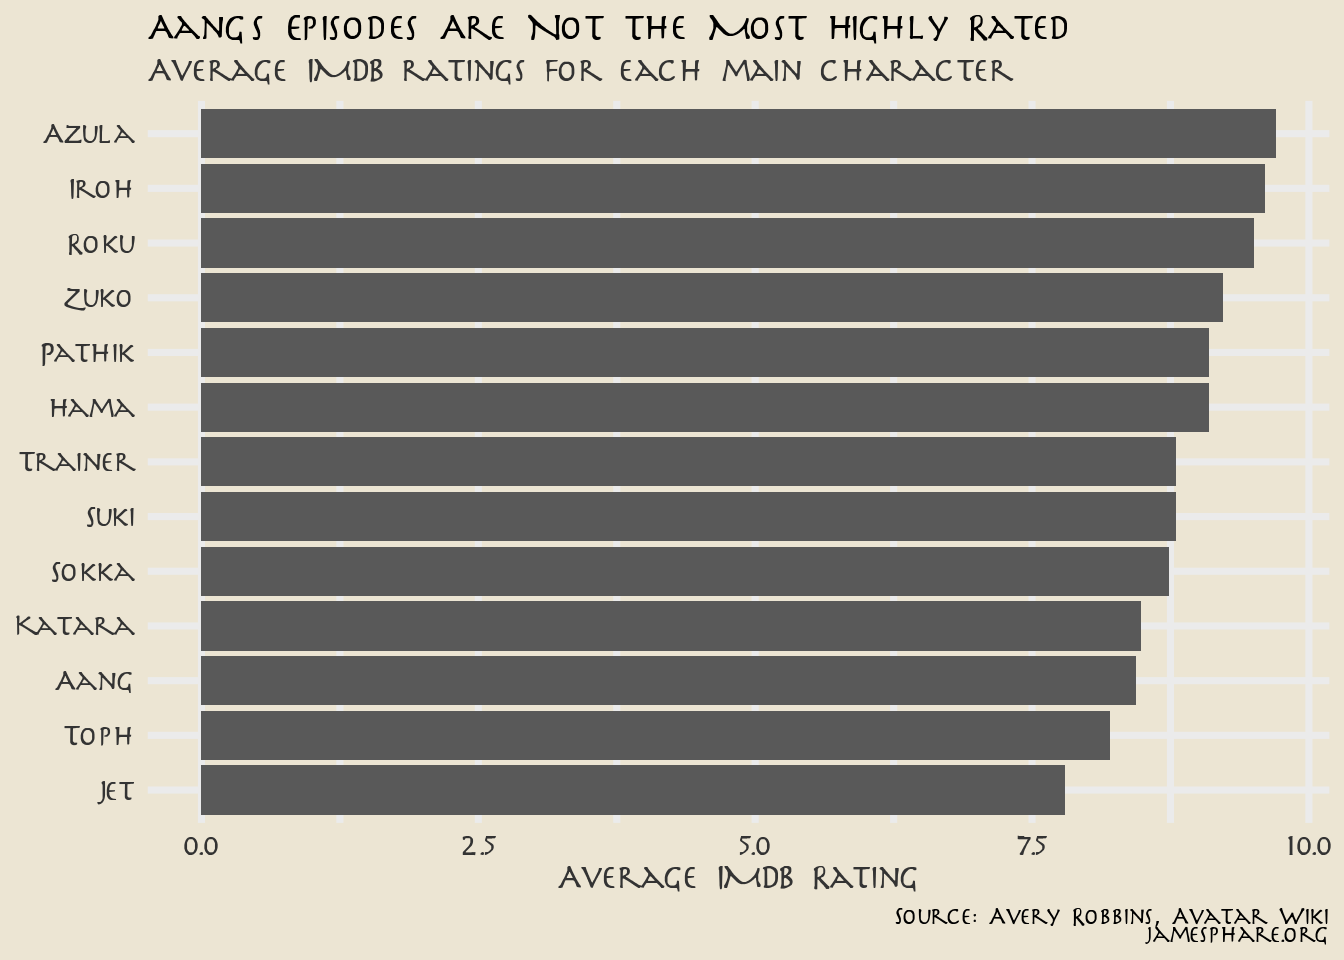 Aangs Episodes Are Not the Most Highly Rated
Average IMDB ratings for each main character
Azula
Iroh
Roku
Zuko
Pathik
Hama
Trainer
Suki
Sokka
Katara
Aang
Toph
Jet
0.0 2.5 5.0 7.5 10.0
Average IMDB Rating
Source: Avery Robbins, Avatar Wiki
jamesphare.org